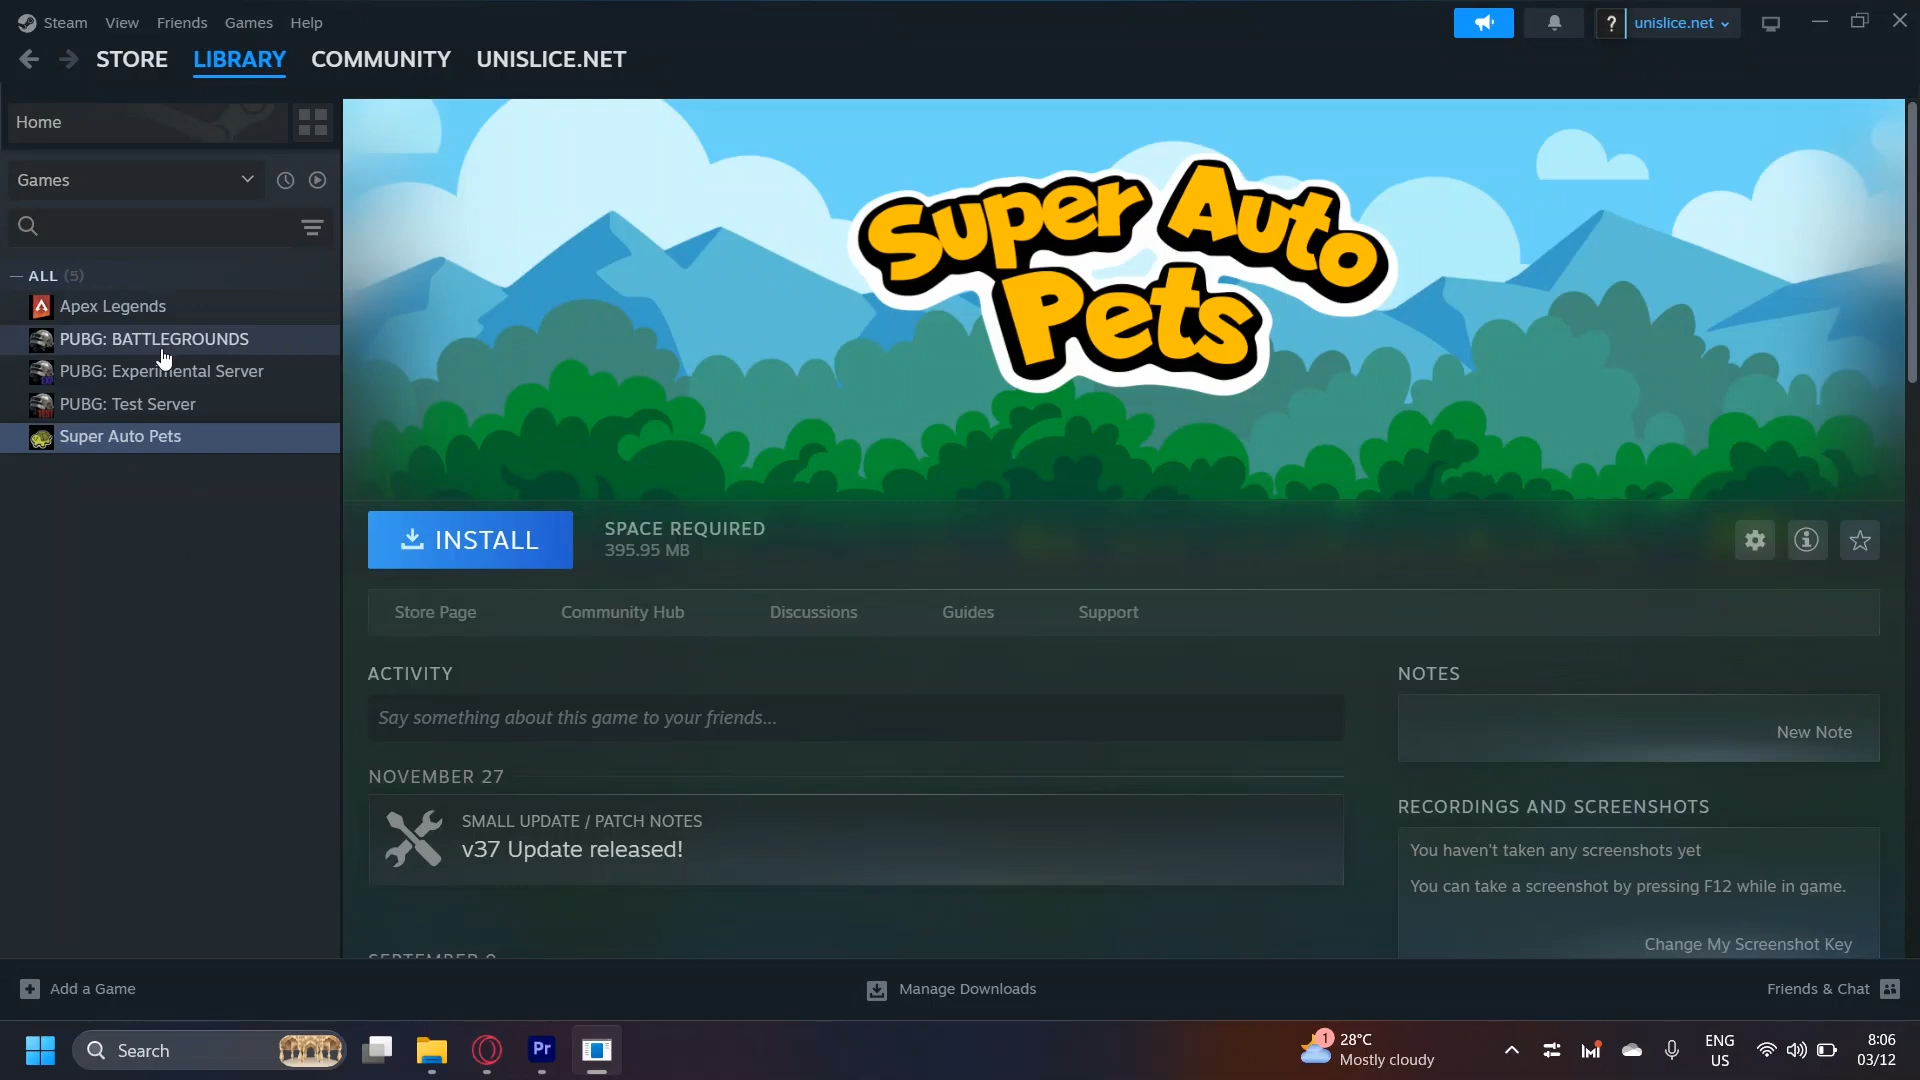 Steam View Friends Games Help
? unislice.net
STORE LIBRARY COMMUNITY UNISLICE.NET
Home
Games
ALL (5)
Apex Legends
PUBG: BATTLEGROUNDS
PUBG: Experimental Server
PUBG: Test Server
Super Auto Pets
Super Auto
Pets
INSTALL
SPACE REQUIRED
395.95 MB
Store Page Community Hub Discussions Guides Support
ACTIVITY
Say something about this game to your friends...
NOVEMBER 27
SMALL UPDATE / PATCH NOTES
v37 Update released!
NOTES
New Note
RECORDINGS AND SCREENSHOTS
You haven't taken any screenshots yet
You can take a screenshot by pressing F12 while in game.
Change My Screenshot Key
Add a Game
Manage Downloads
Friends & Chat
Search
Pr
1
28°C
Mostly cloudy
ENG
US
8:06
03/12